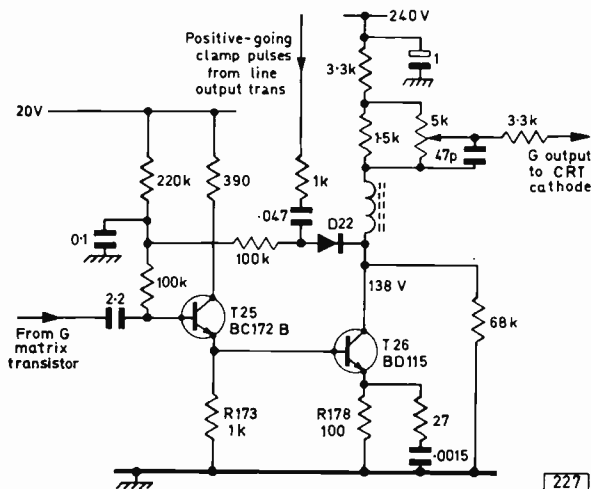 Positive-going
clamp pulses
from line
output trans
240V
3.3k
1
20V
1.5k
5k
3.3k
47p
G output
to CRT
cathode
220k
390
1k
.047
D22
0.1
100k
100k
138 V
2.2
T25
BC172 B
68k
From G
matrix
transistor
T26
BD115
R173
1k
R178
100
27
.0015
227